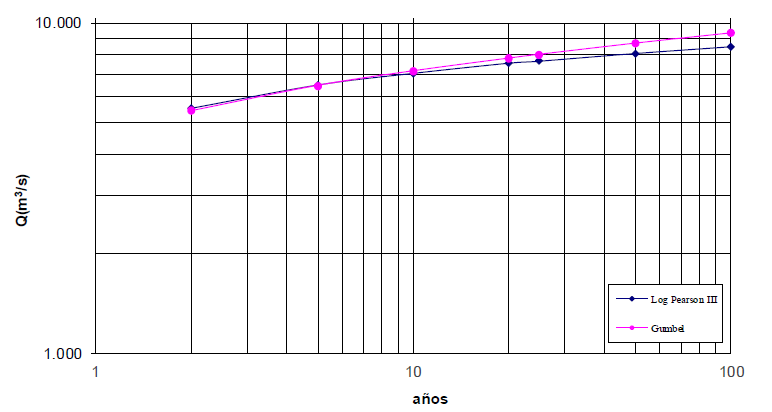 10.000
Q(m³/s)
1.000
1
10
100
años
Log Pearson III
Gumbel